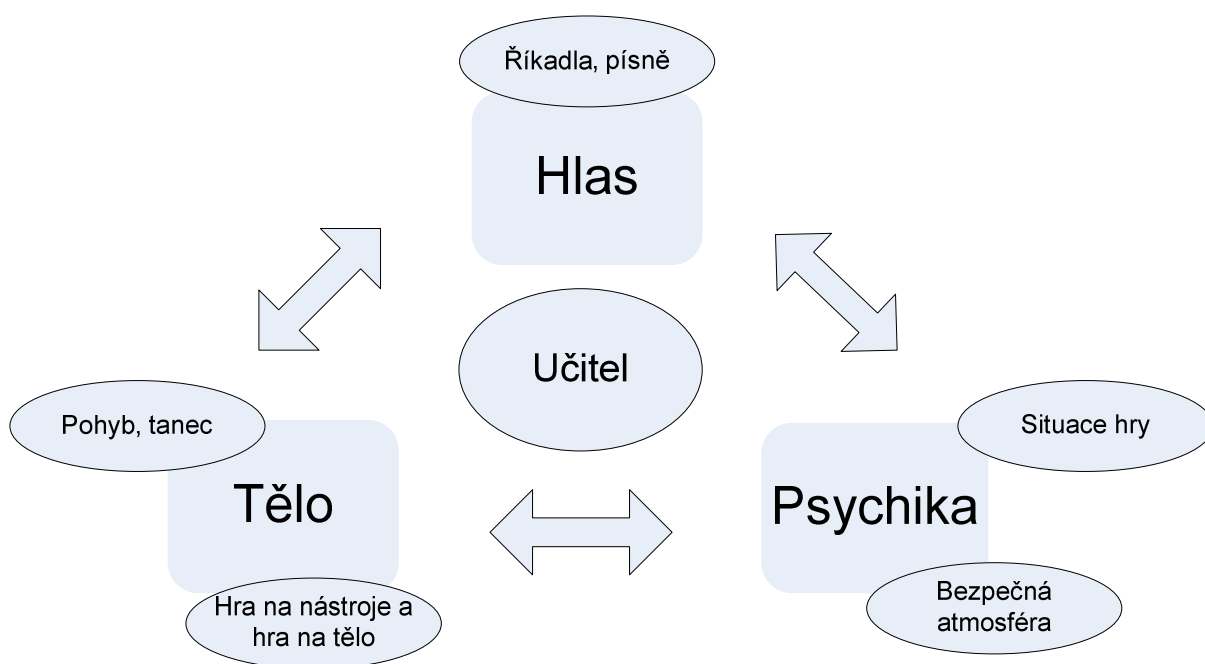 Říkadla, písně
Hlas
Učitel
Pohyb, tanec
Tělo
Hra na nástroje a
hra na tělo
Situace hry
Psychika
Bezpečná
atmosféra